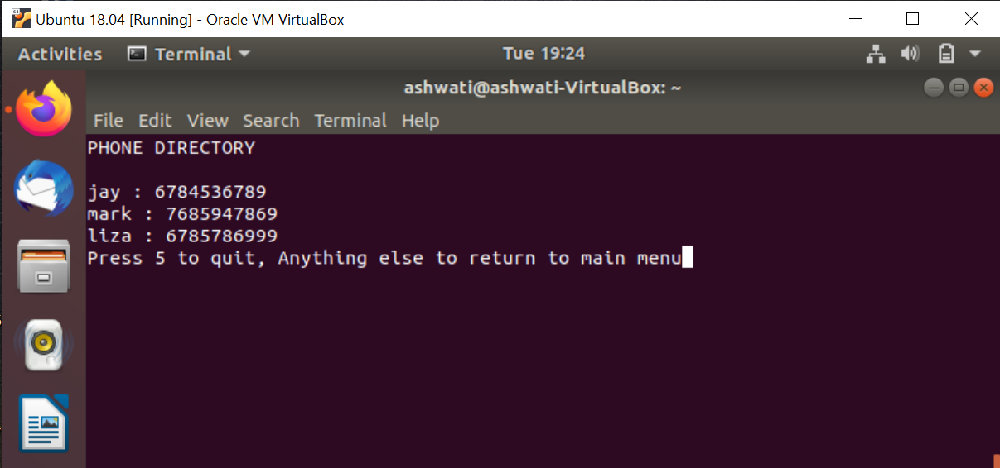 Ubuntu 18.04 [Running] - Oracle VM VirtualBox
Activities Terminal Tue 19:24
ashwati@ashwati-VirtualBox: ~
File Edit View Search Terminal Help
PHONE DIRECTORY
jay : 6784536789
mark : 7685947869
liza : 6785786999
Press 5 to quit, Anything else to return to main menu